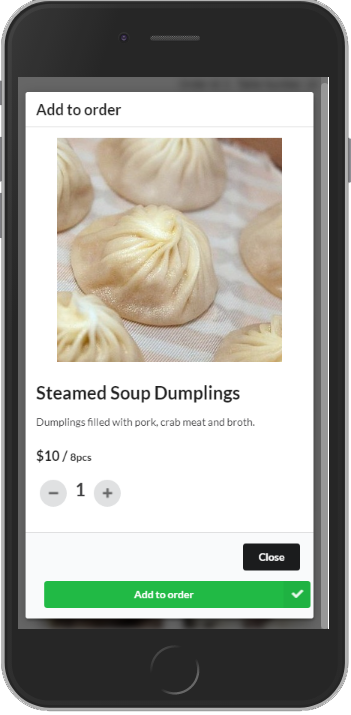 Add to order
Steamed Soup Dumplings
Dumplings filled with pork, crab meat and broth.
$10 / 8pcs
1
Close
Add to order